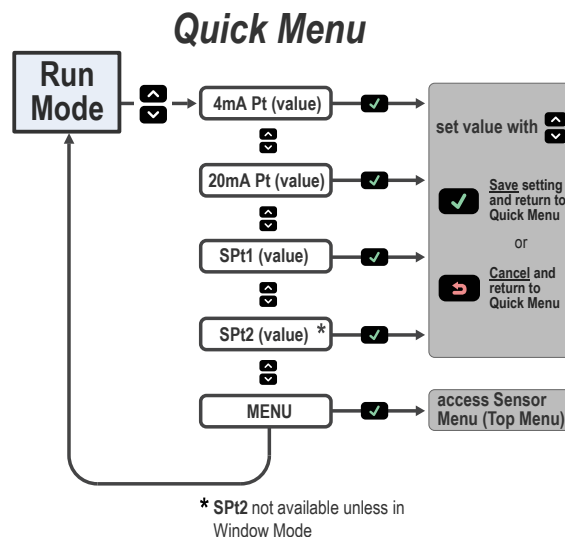 Quick Menu
Run
Mode
4mA Pt (value)
20mA Pt (value)
SPt1 (value)
SPt2 (value) *
MENU
set value with
Save setting
and return to
Quick Menu
or
Cancel and
return to
Quick Menu
access Sensor
Menu (Top Menu)
* SPt2 not available unless in
Window Mode